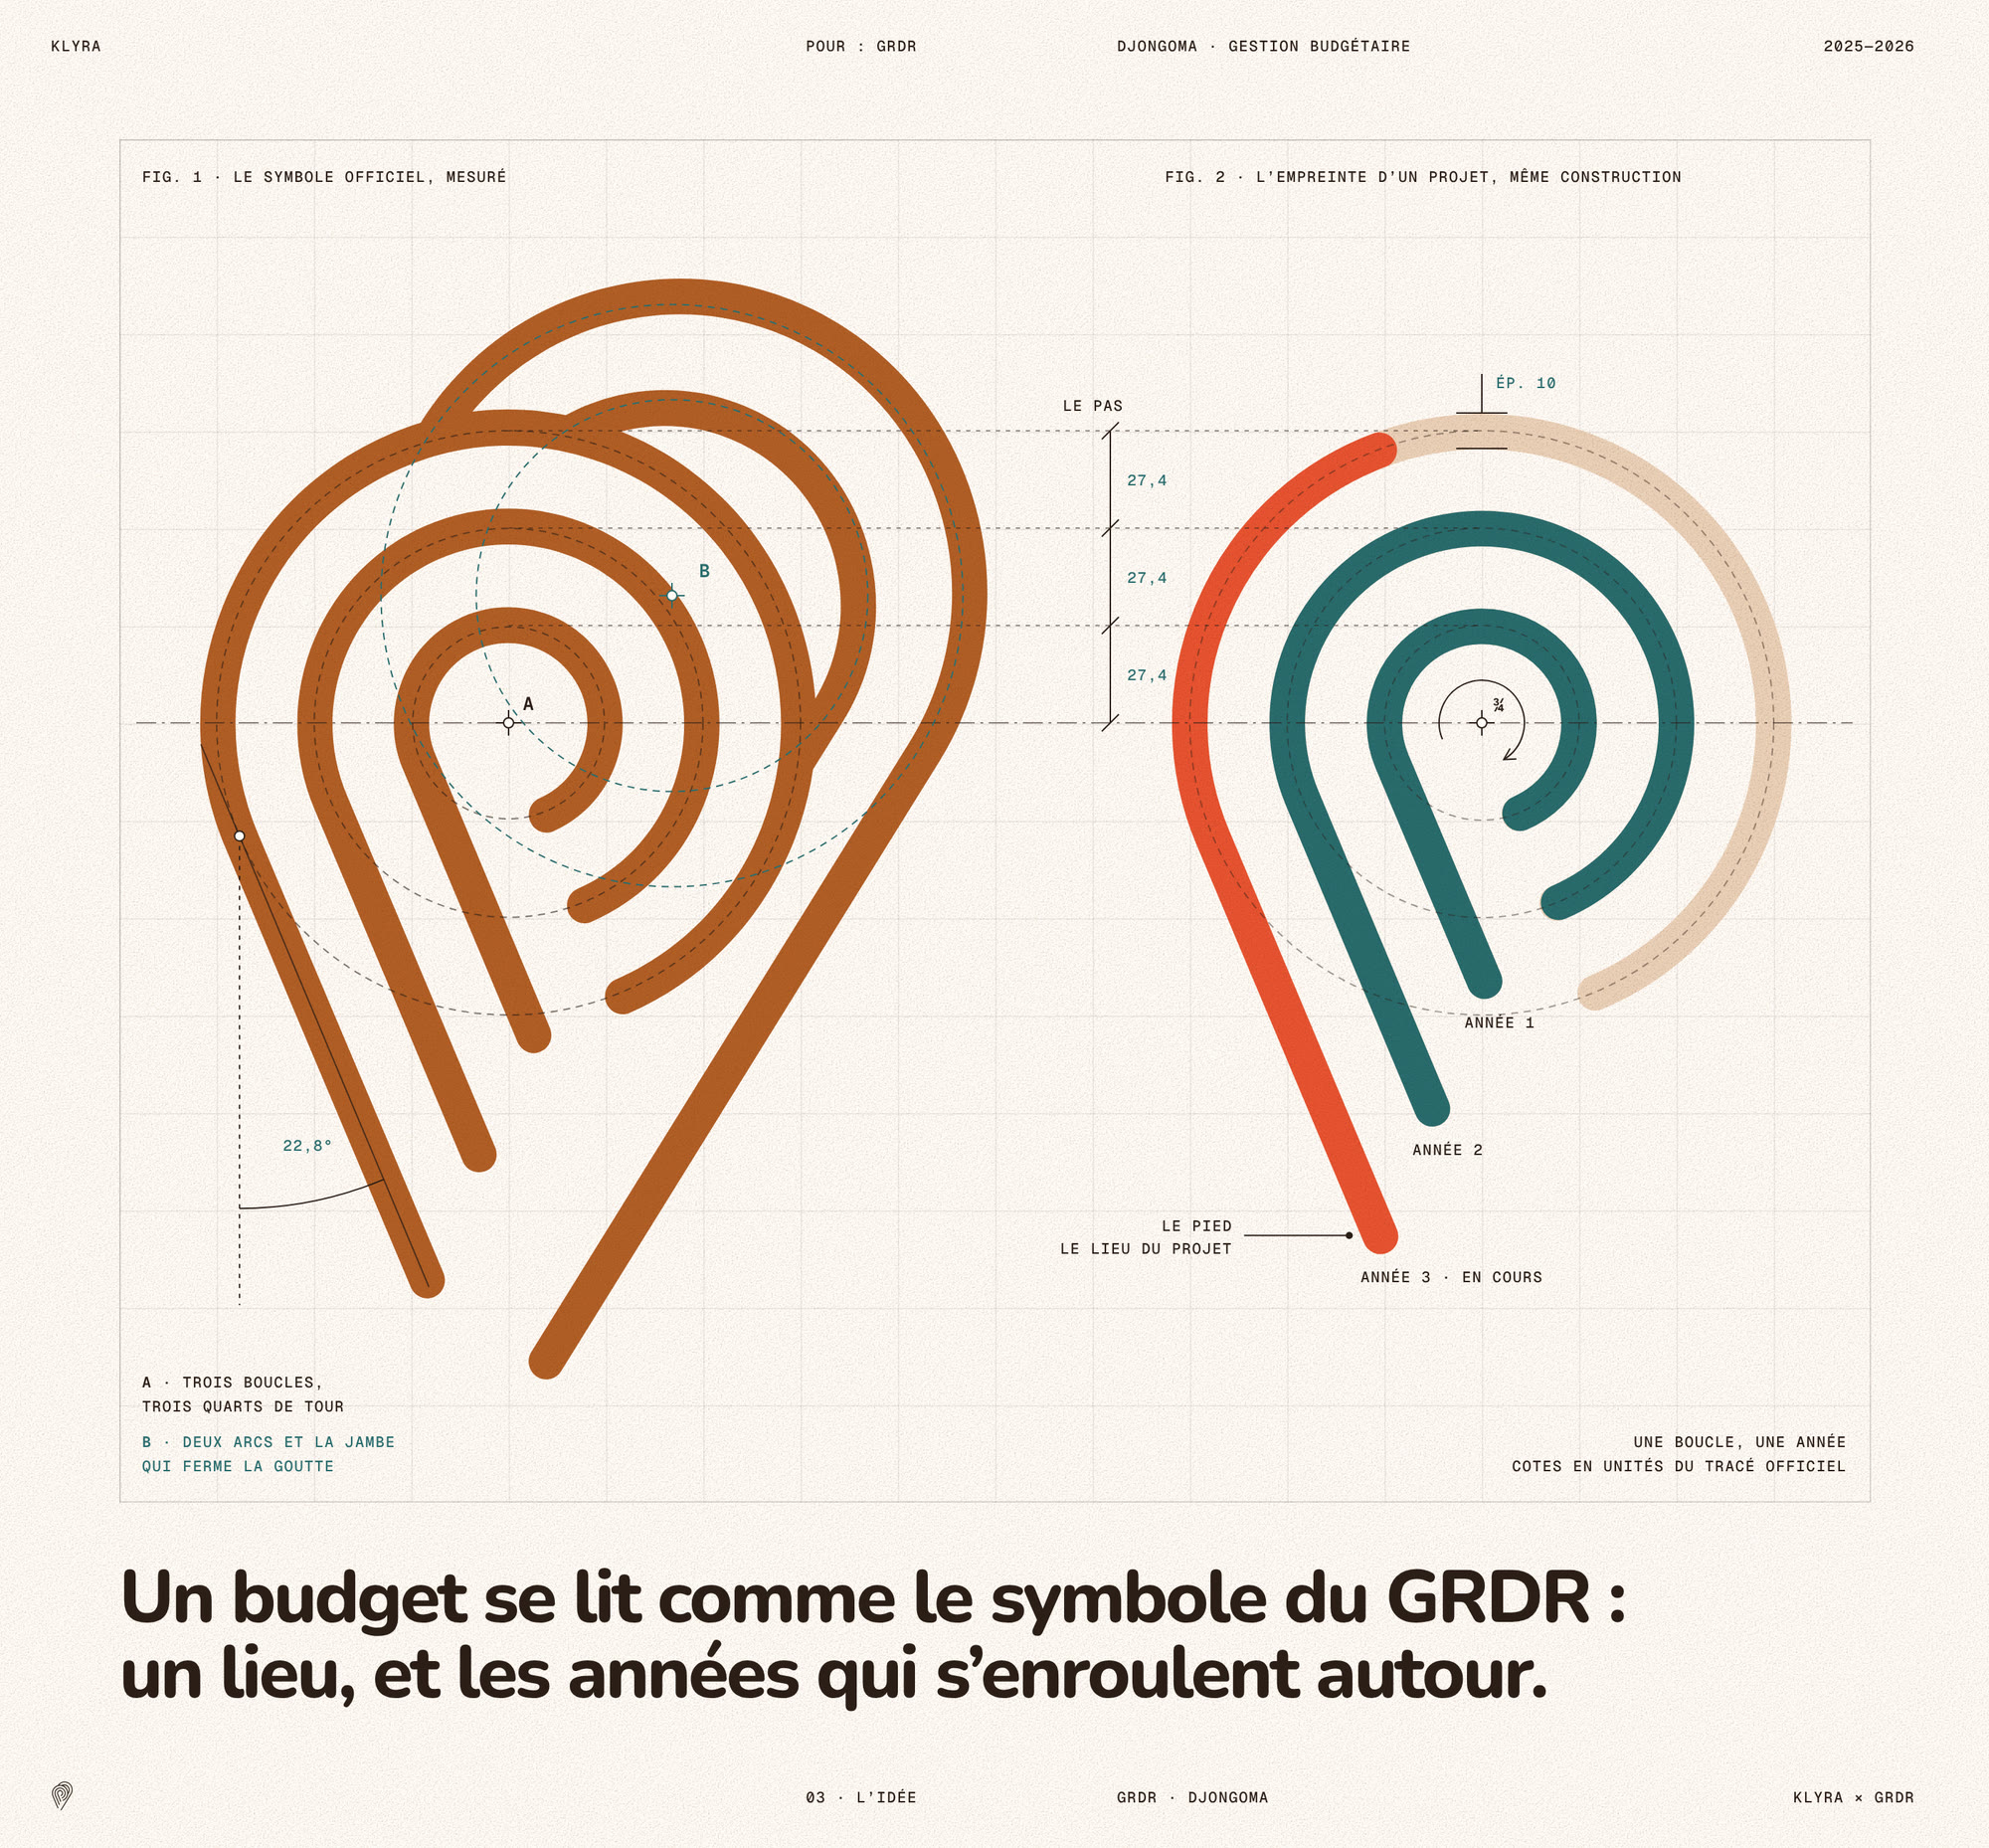 KLYRA
POUR : GRDR
DJONGOMA · GESTION BUDGÉTAIRE
2025–2026
FIG. 1 · LE SYMBOLE OFFICIEL, MESURÉ
FIG. 2 · L’EMPREINTE D’UN PROJET, MÊME CONSTRUCTION
ÉP. 10
LE PAS
27,4
B
27,4
27,4
A
¾
22,8°
ANNÉE 1
ANNÉE 2
LE PIED
LE LIEU DU PROJET
ANNÉE 3 · EN COURS
A · TROIS BOUCLES,
TROIS QUARTS DE TOUR
B · DEUX ARCS ET LA JAMBE
QUI FERME LA GOUTTE
UNE BOUCLE, UNE ANNÉE
COTES EN UNITÉS DU TRACÉ OFFICIEL
Un budget se lit comme le symbole du GRDR :
un lieu, et les années qui s’enroulent autour.
03 · L’IDÉE
GRDR · DJONGOMA
KLYRA × GRDR